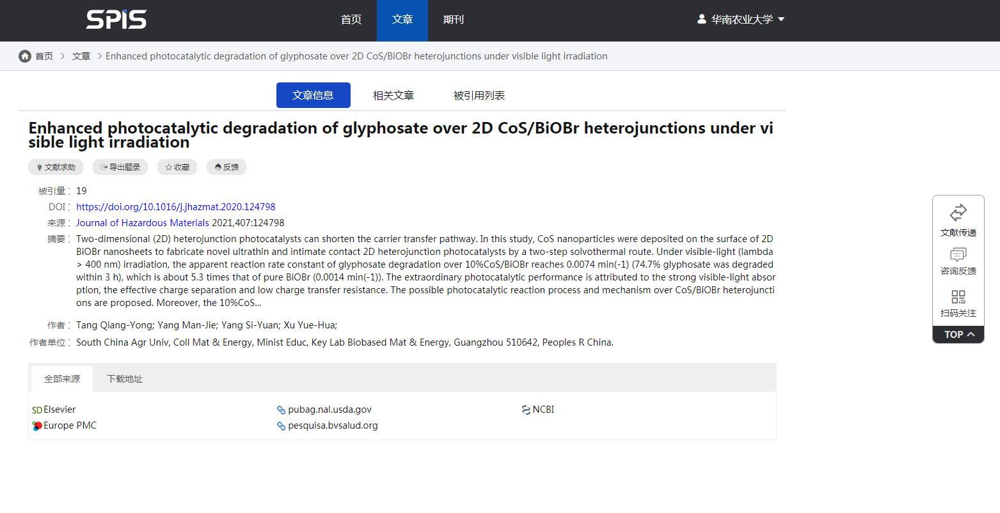 SPIS
首页 文章 期刊
华南农业大学
首页 > 文章 > Enhanced photocatalytic degradation of glyphosate over 2D CoS/BiOBr heterojunctions under visible light irradiation
文章信息 相关文章 被引用列表
Enhanced photocatalytic degradation of glyphosate over 2D CoS/BiOBr heterojunctions under vi
sible light irradiation
文献求助 导出题录 收藏 反馈
被引量： 19
DOI： https://doi.org/10.1016/j.jhazmat.2020.124798
来源： Journal of Hazardous Materials 2021,407:124798
摘要： Two-dimensional (2D) heterojunction photocatalysts can shorten the carrier transfer pathway. In this study, CoS nanoparticles were deposited on the surface of 2D
BiOBr nanosheets to fabricate novel ultrathin and intimate contact 2D heterojunction photocatalysts by a two-step solvothermal route. Under visible-light (lambda
> 400 nm) irradiation, the apparent reaction rate constant of glyphosate degradation over 10%CoS/BiOBr reaches 0.0074 min(-1) (74.7% glyphosate was degraded
within 3 h), which is about 5.3 times that of pure BiOBr (0.0014 min(-1)). The extraordinary photocatalytic performance is attributed to the strong visible-light absor
ption, the effective charge separation and low charge transfer resistance. The possible photocatalytic reaction process and mechanism over CoS/BiOBr heterojuncti
ons are proposed. Moreover, the 10%CoS...
作者： Tang Qiang-Yong; Yang Man-Jie; Yang Si-Yuan; Xu Yue-Hua;
作者单位： South China Agr Univ, Coll Mat & Energy, Minist Educ, Key Lab Biobased Mat & Energy, Guangzhou 510642, Peoples R China.
全部来源 下载地址
SD Elsevier pubag.nal.usda.gov NCBI
Europe PMC pesquisa.bvsalud.org
文献传递
咨询反馈
扫码关注
TOP